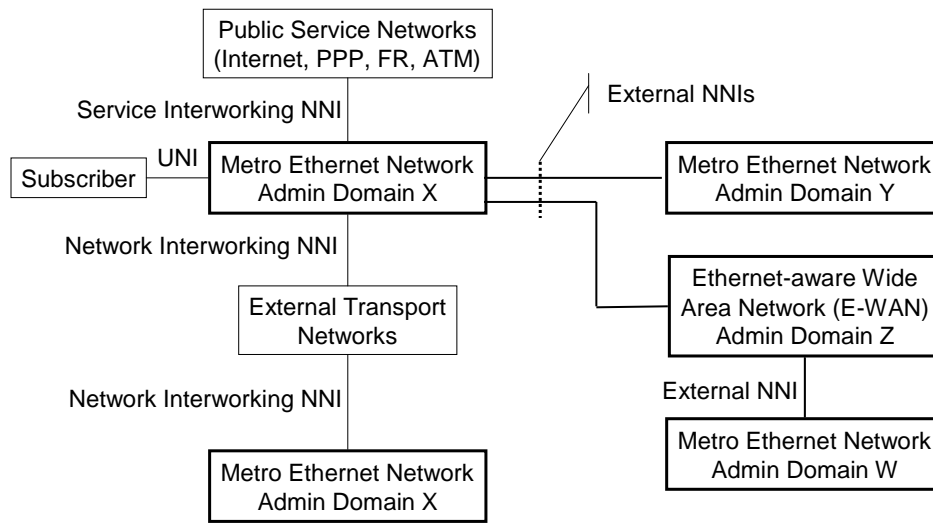 Public Service Networks
(Internet, PPP, FR, ATM)
External NNIs
Service Interworking NNI
UNI
Subscriber
Metro Ethernet Network
Admin Domain X
Metro Ethernet Network
Admin Domain Y
Network Interworking NNI
External Transport
Networks
Ethernet-aware Wide
Area Network (E-WAN)
Admin Domain Z
Network Interworking NNI
External NNI
Metro Ethernet Network
Admin Domain X
Metro Ethernet Network
Admin Domain W